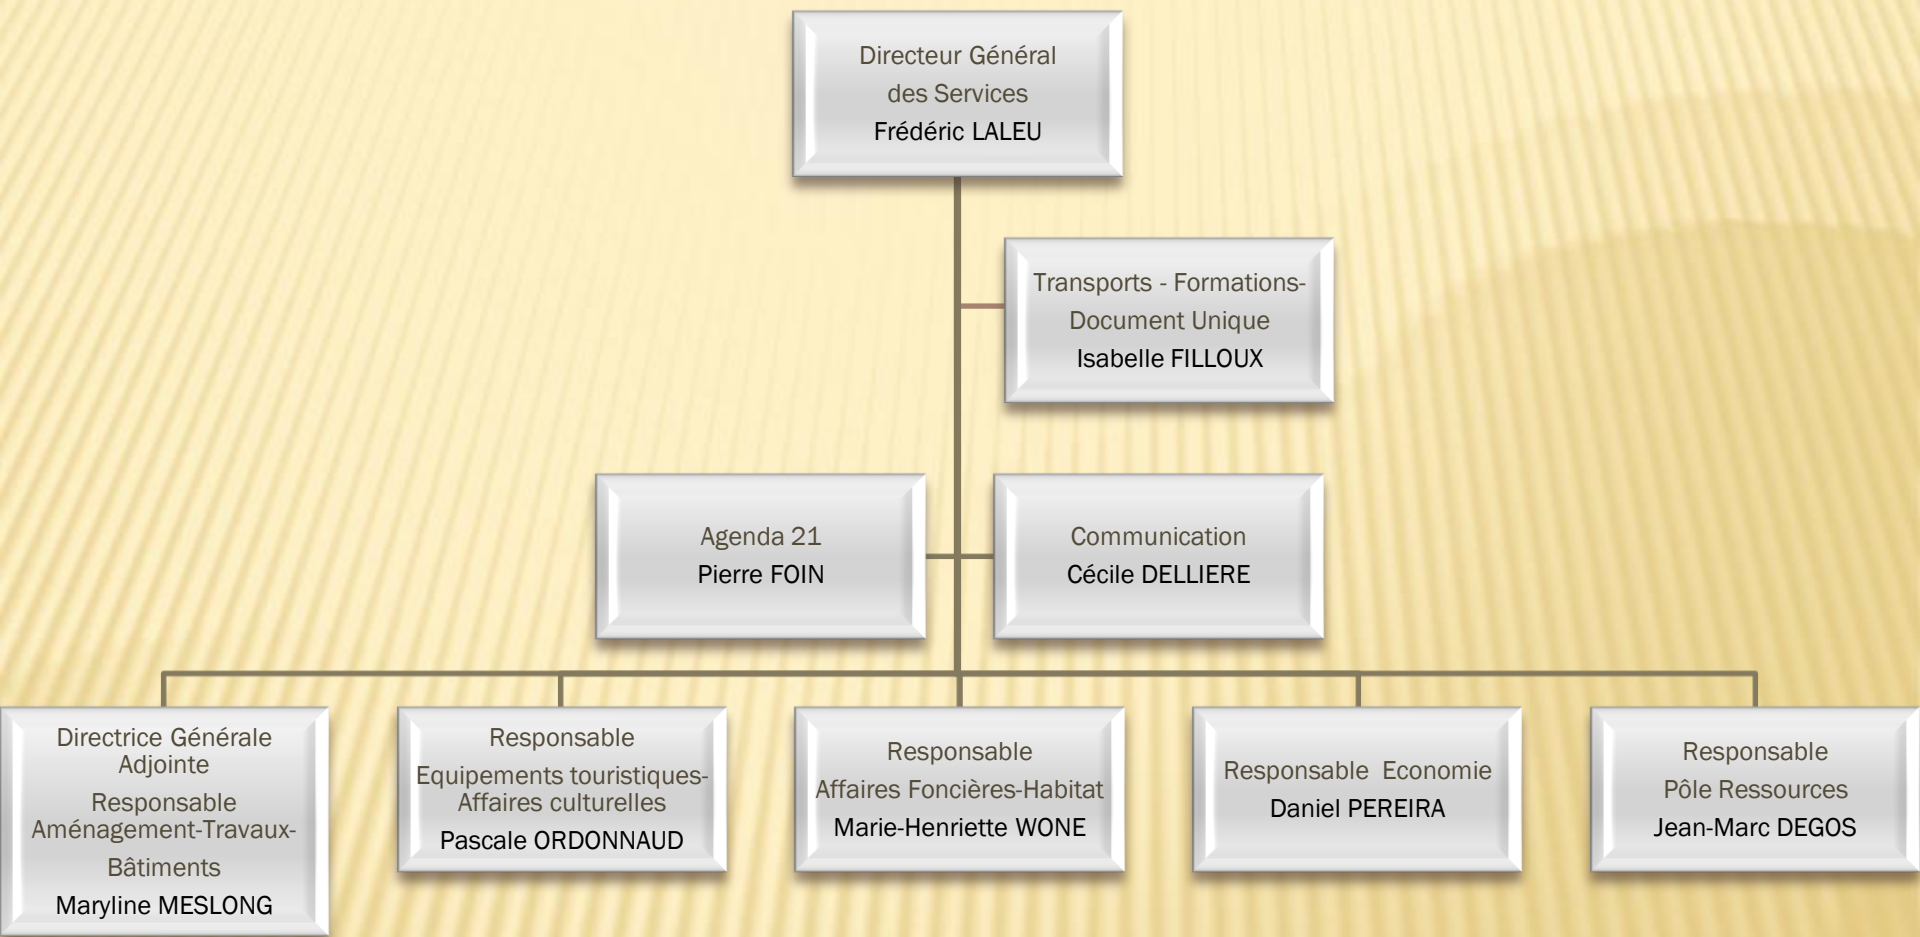 Directeur Général
des Services
Frédéric LALEU
Transports - Formations-
Document Unique
Isabelle FILLOUX
Agenda 21
Pierre FOIN
Communication
Cécile DELLIERE
Directrice Générale
Adjointe
Responsable
Aménagement-Travaux-
Bâtiments
Maryline MESLONG
Responsable
Equipements touristiques-
Affaires culturelles
Pascale ORDONNAUD
Responsable
Affaires Foncières-Habitat
Marie-Henriette WONE
Responsable Economie
Daniel PEREIRA
Responsable
Pôle Ressources
Jean-Marc DEGOS